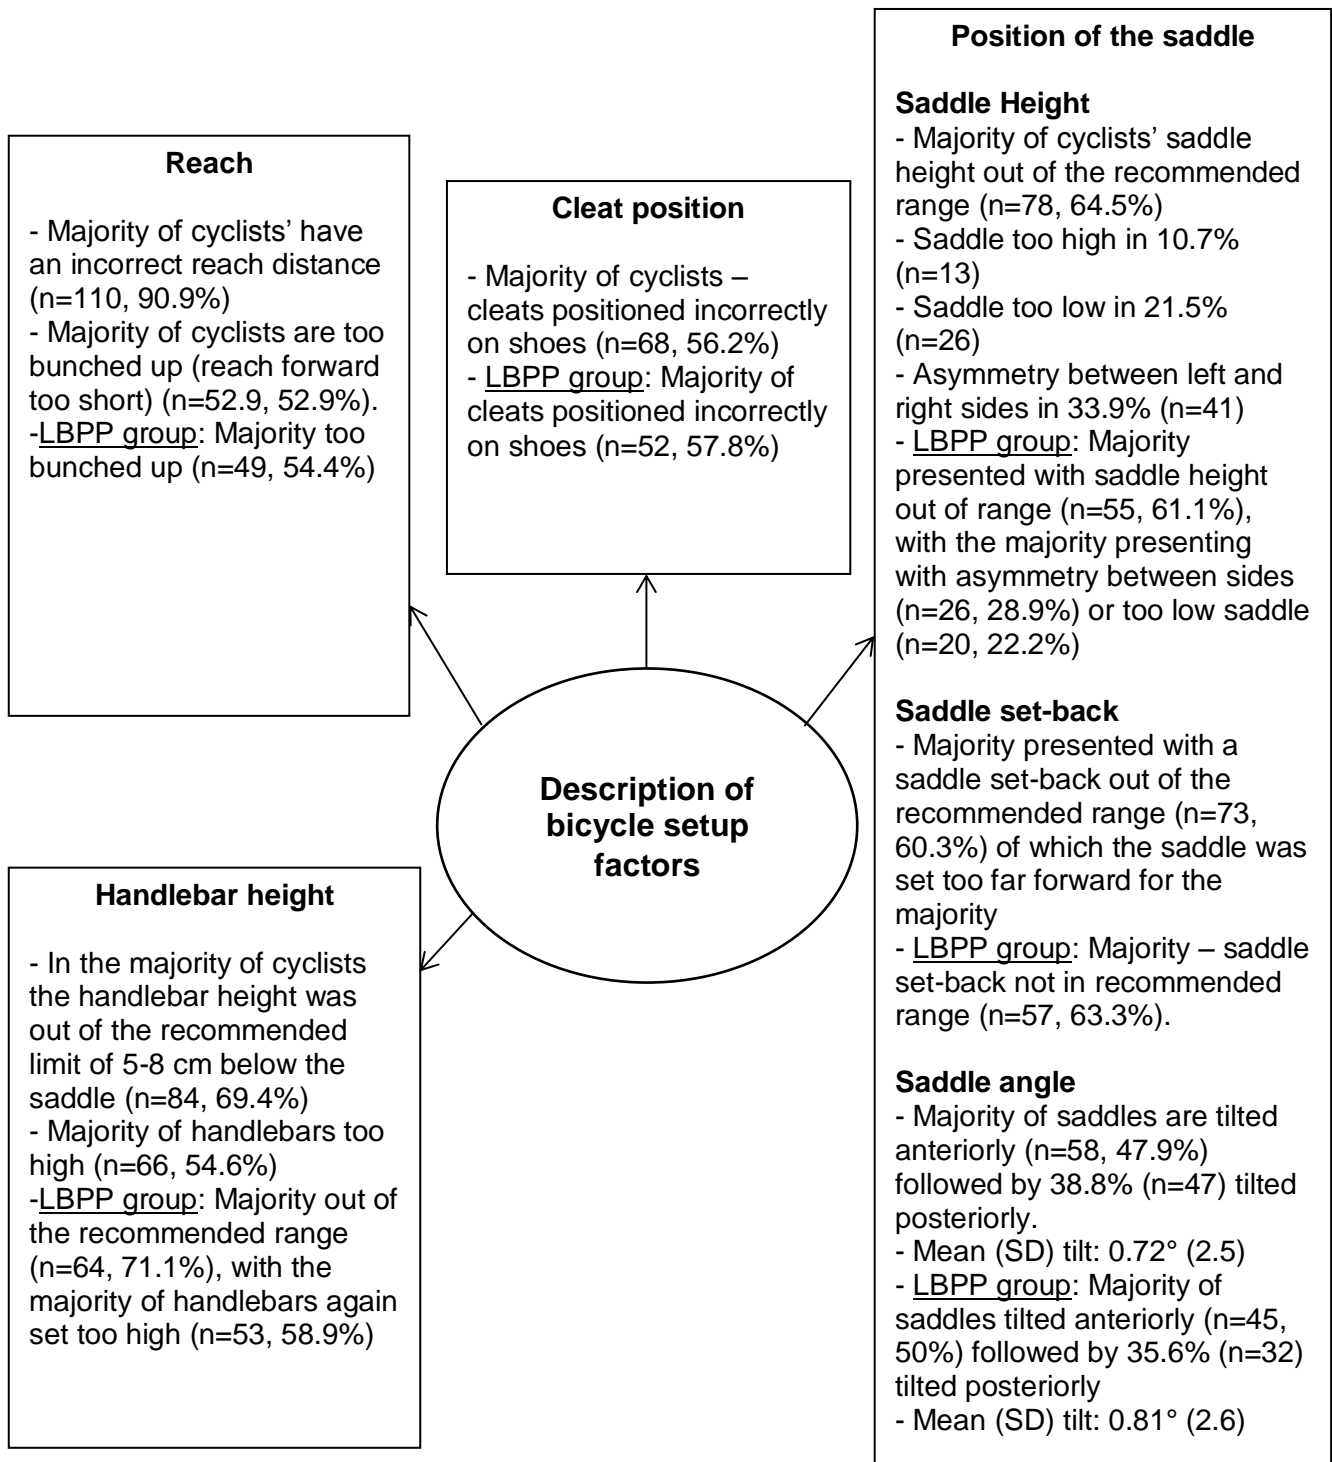 Reach
- Majority of cyclists’ have
an incorrect reach distance
(n=110, 90.9%)
- Majority of cyclists are too
bunched up (reach forward
too short) (n=52.9, 52.9%).
-LBPP group: Majority too
bunched up (n=49, 54.4%)
Cleat position
- Majority of cyclists –
cleats positioned incorrectly
on shoes (n=68, 56.2%)
- LBPP group: Majority of
cleats positioned incorrectly
on shoes (n=52, 57.8%)
Position of the saddle
Saddle Height
- Majority of cyclists’ saddle
height out of the recommended
range (n=78, 64.5%)
- Saddle too high in 10.7%
(n=13)
- Saddle too low in 21.5%
(n=26)
- Asymmetry between left and
right sides in 33.9% (n=41)
- LBPP group: Majority
presented with saddle height
out of range (n=55, 61.1%),
with the majority presenting
with asymmetry between sides
(n=26, 28.9%) or too low saddle
(n=20, 22.2%)
Saddle set-back
- Majority presented with a
saddle set-back out of the
recommended range (n=73,
60.3%) of which the saddle was
set too far forward for the
majority
- LBPP group: Majority – saddle
set-back not in recommended
range (n=57, 63.3%).
Saddle angle
- Majority of saddles are tilted
anteriorly (n=58, 47.9%)
followed by 38.8% (n=47) tilted
posteriorly.
- Mean (SD) tilt: 0.72° (2.5)
- LBPP group: Majority of
saddles tilted anteriorly (n=45,
50%) followed by 35.6% (n=32)
tilted posteriorly
- Mean (SD) tilt: 0.81° (2.6)
Description of
bicycle setup
factors
Handlebar height
- In the majority of cyclists
the handlebar height was
out of the recommended
limit of 5-8 cm below the
saddle (n=84, 69.4%)
- Majority of handlebars too
high (n=66, 54.6%)
-LBPP group: Majority out of
the recommended range
(n=64, 71.1%), with the
majority of handlebars again
set too high (n=53, 58.9%)